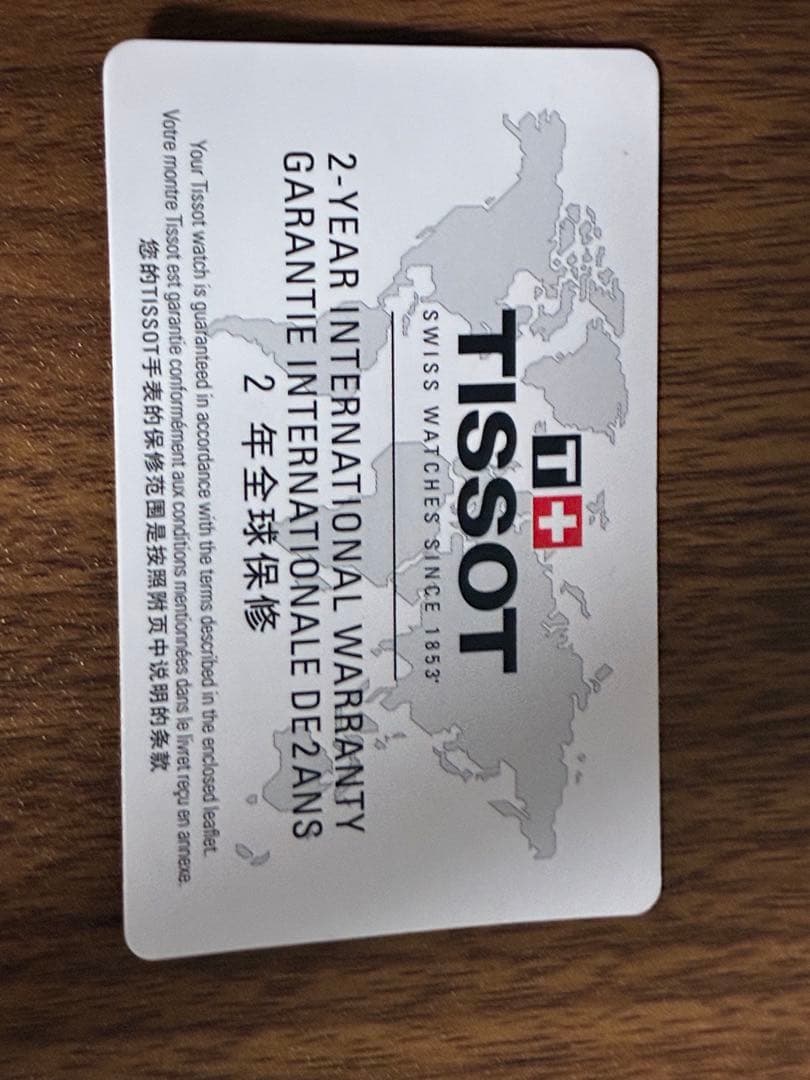 T+
TISSOT
SWISS WATCHES SINCE 1853
2-YEAR INTERNATIONAL WARRANTY
GARANTIE INTERNATIONALE DE2ANS
2 年全球保修
Your Tissot watch is guaranteed in accordance with the terms described in the enclosed leaflet.
Votre montre Tissot est garantie conformément aux conditions mentionnées dans le livret reçu en annexe.
您的TISSOT手表的保修范围是按照附页中说明的条款